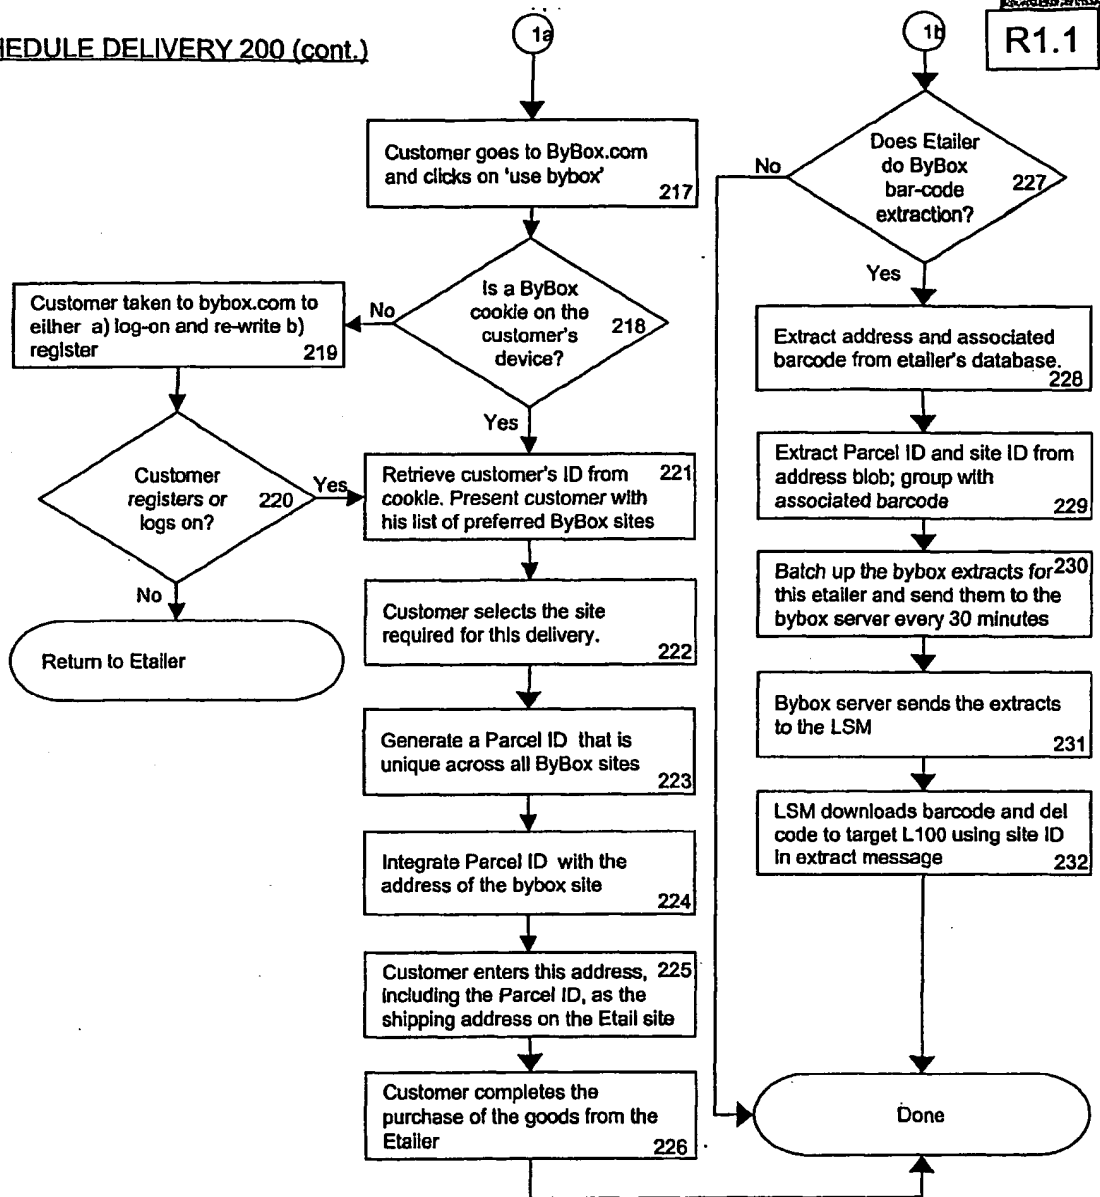 HEDULE DELIVERY 200 (cont.)
1a
1b
R1.1
Customer goes to ByBox.com
and clicks on 'use bybox'
217
Is a ByBox
cookie on the
customer's
device?
218
No
Yes
Customer taken to bybox.com to
either a) log-on and re-write b)
register
219
Customer
registers or
logs on?
220
Yes
No
Return to Etailer
Retrieve customer's ID from
cookie. Present customer with
his list of preferred ByBox sites
221
Customer selects the site
required for this delivery.
222
Generate a Parcel ID that is
unique across all ByBox sites
223
Integrate Parcel ID with the
address of the bybox site
224
Customer enters this address,
including the Parcel ID, as the
shipping address on the Etail site
225
Customer completes the
purchase of the goods from the
Etailer
226
Does Etailer
do ByBox
bar-code
extraction?
227
No
Yes
Extract address and associated
barcode from etailer's database.
228
Extract Parcel ID and site ID from
address blob; group with
associated barcode
229
Batch up the bybox extracts for
this etailer and send them to the
bybox server every 30 minutes
230
Bybox server sends the extracts
to the LSM
231
LSM downloads barcode and del
code to target L100 using site ID
in extract message
232
Done